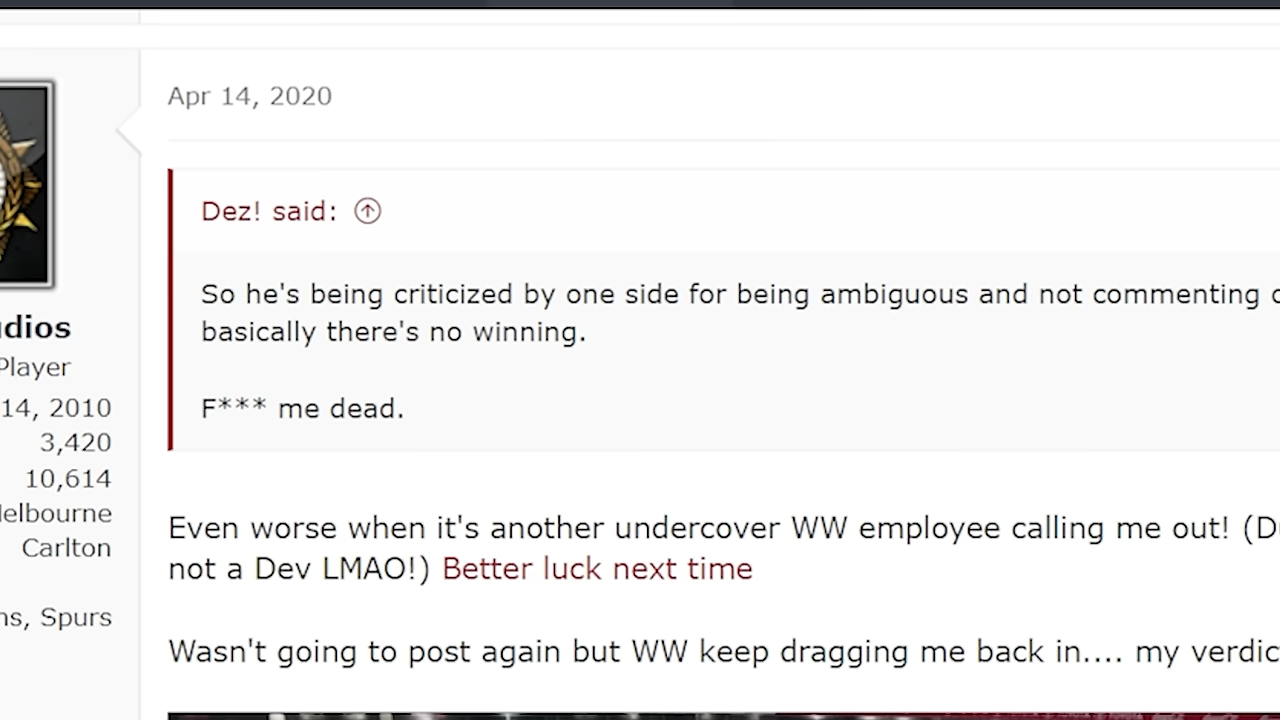 Apr 14, 2020
Dez! said:
So he's being criticized by one side for being ambiguous and not commenting
basically there's no winning.
F*** me dead.
Even worse when it's another undercover WW employee calling me out!
not a Dev LMAO!) Better luck next time
Wasn't going to post again but WW keep dragging me back in.... my
Player
14, 2010
3,420
10,614
Carlton
Spurs